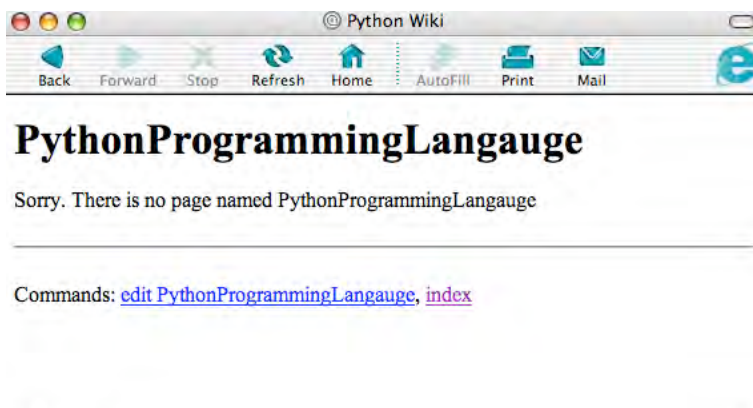 @ Python Wiki
Back Forward Stop Refresh Home AutoFill Print Mail
PythonProgrammingLangauge
Sorry. There is no page named PythonProgrammingLangauge
Commands: edit PythonProgrammingLangauge, index